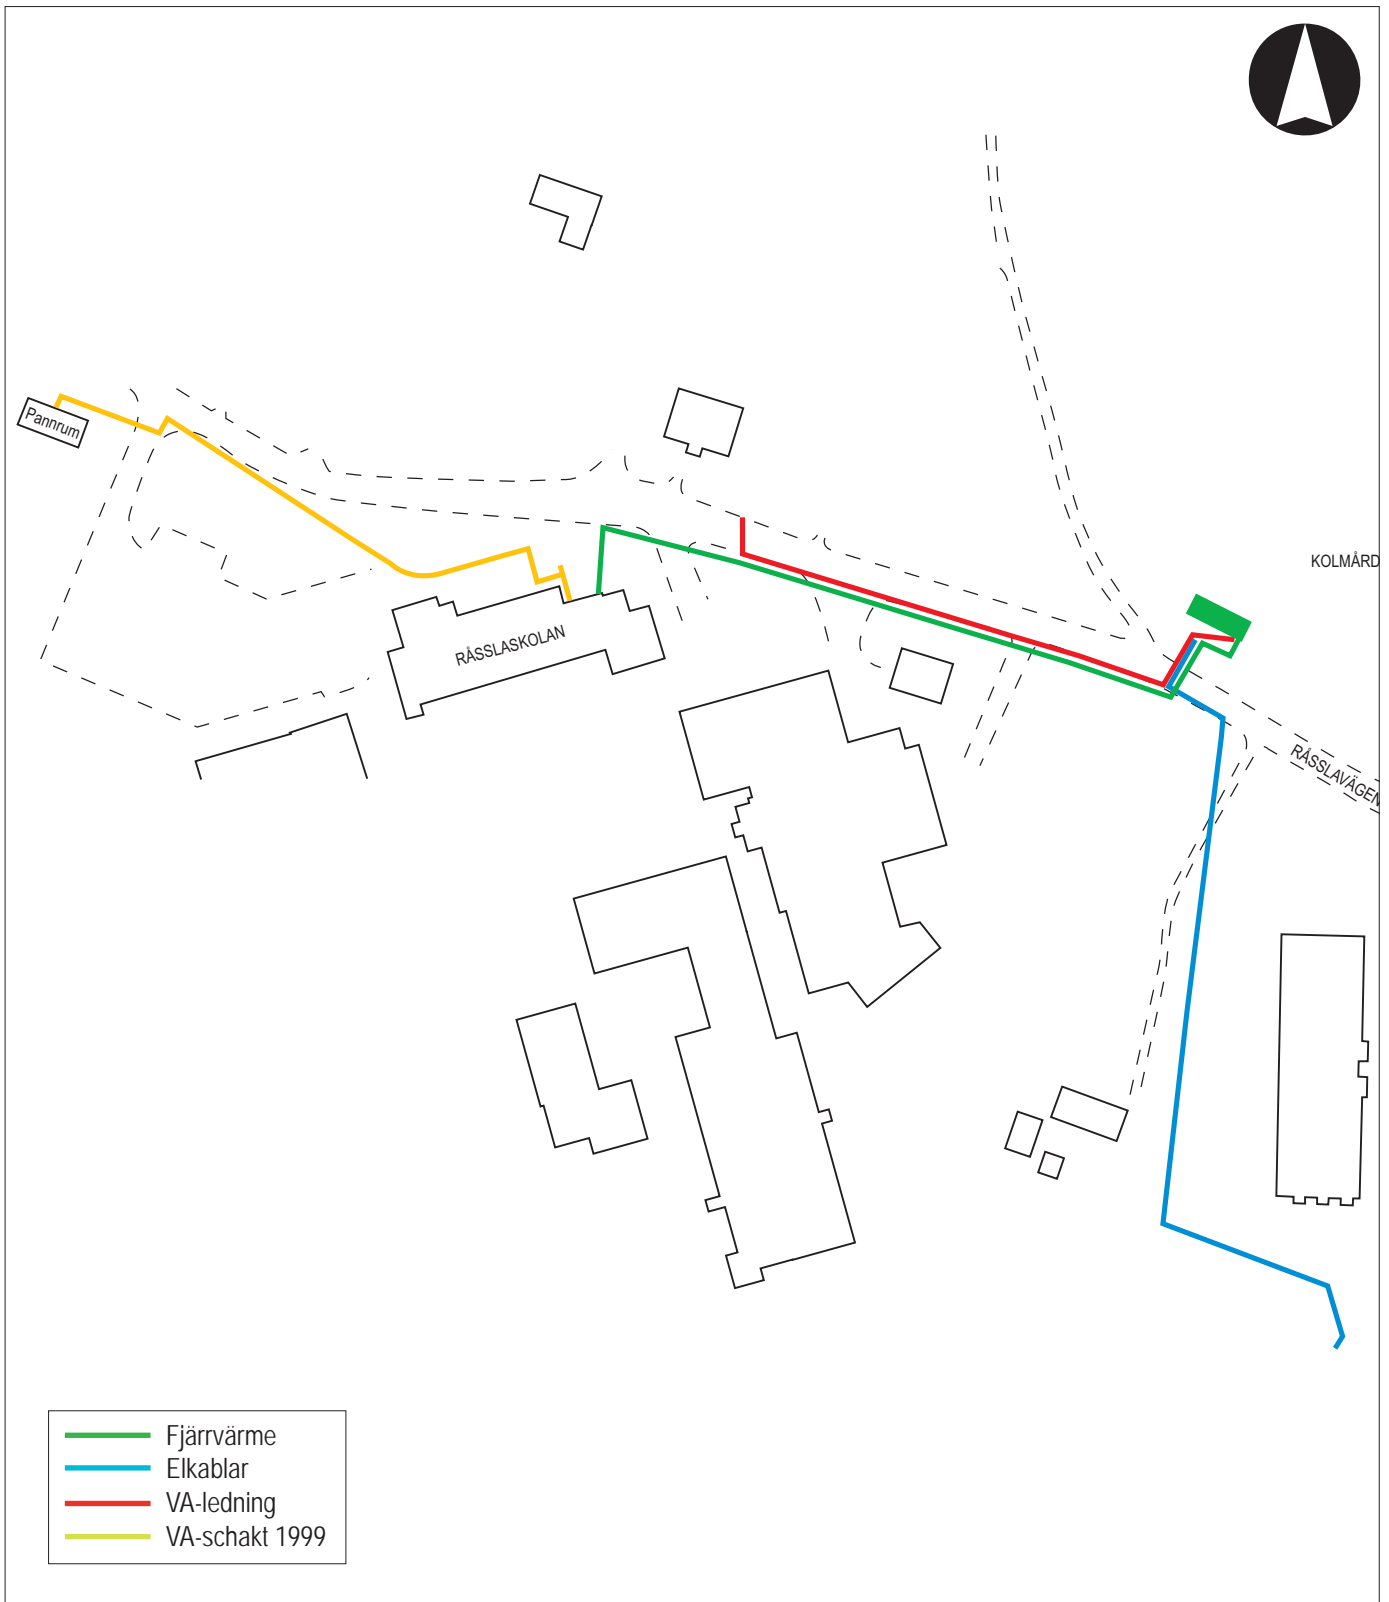 Pannrum
KOLMÅRD
RÅSSLASKOLAN
RÅSSLAVÄGEN
Fjärrvärme
Elkablar
VA-ledning
VA-schakt 1999